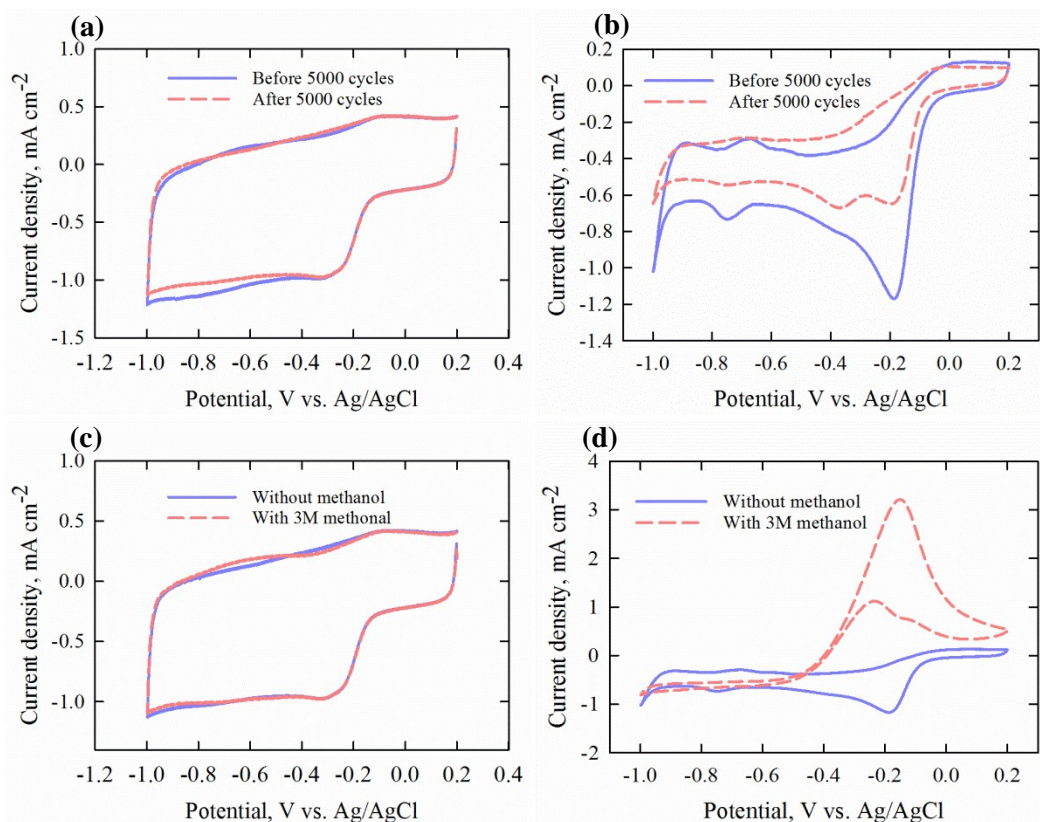 (a)
1.0
0.5
0.0
-0.5
-1.0
-1.5
-1.2
-1.0
-0.8
-0.6
-0.4
-0.2
0.0
0.2
0.4
Before 5000 cycles
After 5000 cycles
Current density, mA cm-2
Potential, V vs. Ag/AgCl
(b)
0.2
0.0
-0.2
-0.4
-0.6
-0.8
-1.0
-1.2
-1.4
-1.0
-0.8
-0.6
-0.4
-0.2
0.0
0.2
Before 5000 cycles
After 5000 cycles
Current density, mA cm-2
Potential, V vs. Ag/AgCl
(c)
1.0
0.5
0.0
-0.5
-1.0
-1.2
-1.0
-0.8
-0.6
-0.4
-0.2
0.0
0.2
0.4
Without methanol
With 3M methonal
Current density, mA cm-2
Potential, V vs. Ag/AgCl
(d)
4
3
2
1
0
-1
-2
-1.0
-0.8
-0.6
-0.4
-0.2
0.0
0.2
Without methanol
With 3M methanol
Current density, mA cm-2
Potential, V vs. Ag/AgCl